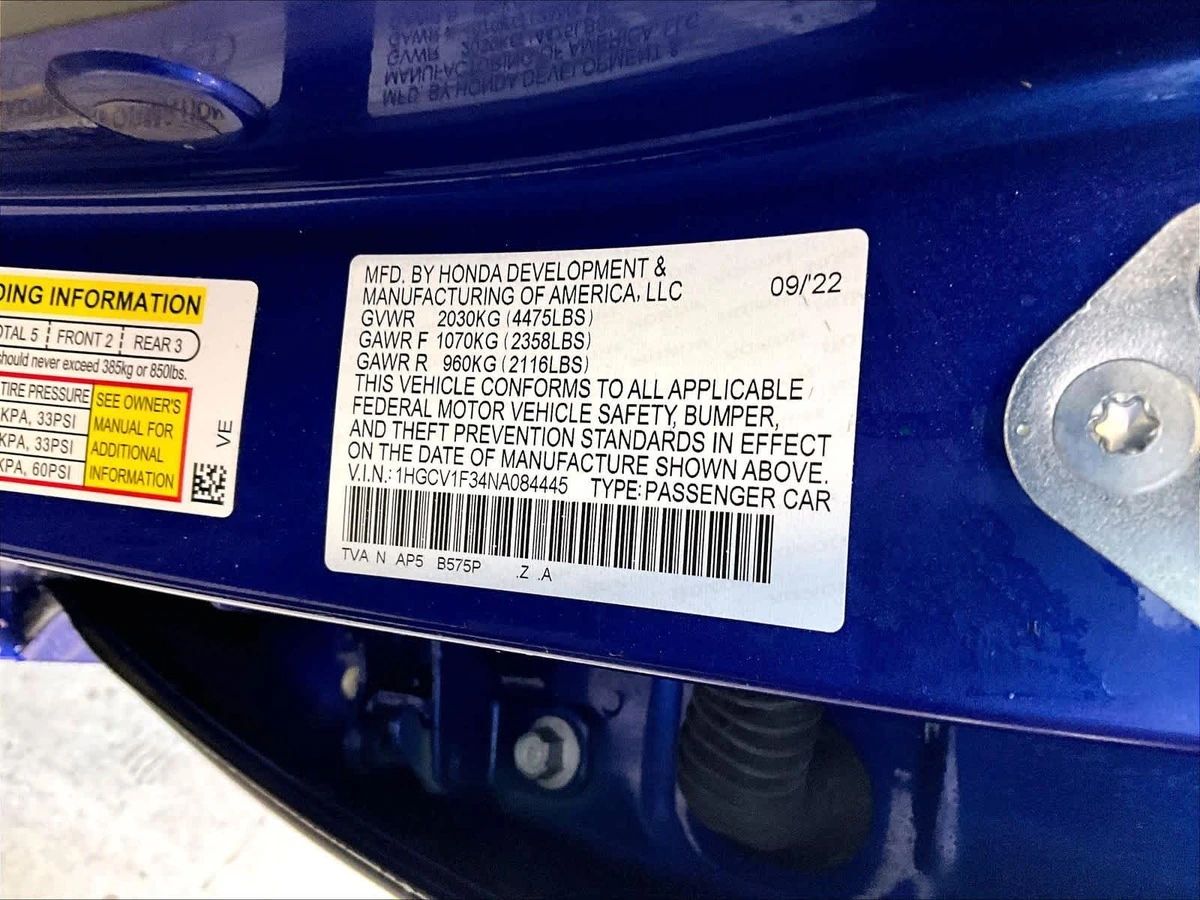 DING INFORMATION
OTAL 5 FRONT 2 REAR 3
should never exceed 385kg or 850lbs.
TIRE PRESSURE
KPA, 33PSI
KPA, 33PSI
KPA, 60PSI
SEE OWNER'S
MANUAL FOR
ADDITIONAL
INFORMATION
VE
MFD. BY HONDA DEVELOPMENT &
MANUFACTURING OF AMERICA, LLC 09/'22
GVWR 2030KG (4475LBS)
GAWR F 1070KG (2358LBS)
GAWR R 960KG (2116LBS)
THIS VEHICLE CONFORMS TO ALL APPLICABLE
FEDERAL MOTOR VEHICLE SAFETY, BUMPER,
AND THEFT PREVENTION STANDARDS IN EFFECT
ON THE DATE OF MANUFACTURE SHOWN ABOVE.
V.I.N.: 1HGCV1F34NA084445 TYPE: PASSENGER CAR
TVA N AP5 B575P .Z .A